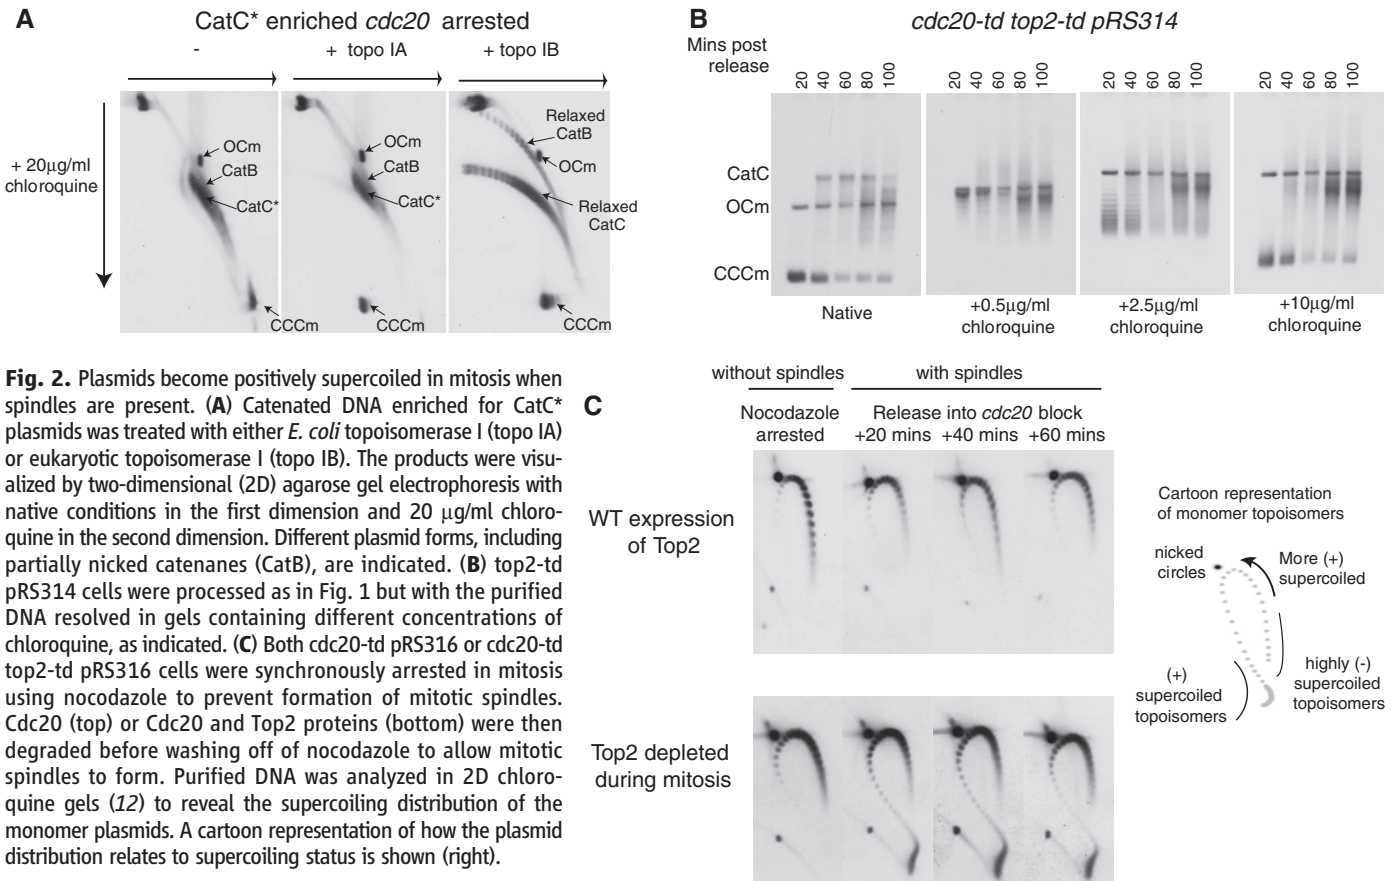 A
CatC* enriched cdc20 arrested
-
+ topo IA
+ topo IB
+ 20µg/ml
chloroquine
OCm
CatB
CatC*
CCCm
OCm
CatB
CatC*
CCCm
Relaxed
CatB
OCm
Relaxed
CatC
CCCm
B
cdc20-td top2-td pRS314
Mins post
release
20 40 60 80 100
20 40 60 80 100
20 40 60 80 100
20 40 60 80 100
CatC
OCm
CCCm
Native
+0.5µg/ml
chloroquine
+2.5µg/ml
chloroquine
+10µg/ml
chloroquine
Fig. 2. Plasmids become positively supercoiled in mitosis when
spindles are present. (A) Catenated DNA enriched for CatC*
plasmids was treated with either E. coli topoisomerase I (topo IA)
or eukaryotic topoisomerase I (topo IB). The products were visu-
alized by two-dimensional (2D) agarose gel electrophoresis with
native conditions in the first dimension and 20 µg/ml chloro-
quine in the second dimension. Different plasmid forms, including
partially nicked catenanes (CatB), are indicated. (B) top2-td
pRS314 cells were processed as in Fig. 1 but with the purified
DNA resolved in gels containing different concentrations of
chloroquine, as indicated. (C) Both cdc20-td pRS316 or cdc20-td
top2-td pRS316 cells were synchronously arrested in mitosis
using nocodazole to prevent formation of mitotic spindles.
Cdc20 (top) or Cdc20 and Top2 proteins (bottom) were then
degraded before washing off of nocodazole to allow mitotic
spindles to form. Purified DNA was analyzed in 2D chloro-
quine gels (12) to reveal the supercoiling distribution of the
monomer plasmids. A cartoon representation of how the plasmid
distribution relates to supercoiling status is shown (right).
C
without spindles
with spindles
Nocodazole
arrested
Release into cdc20 block
+20 mins +40 mins +60 mins
WT expression
of Top2
Top2 depleted
during mitosis
Cartoon representation
of monomer topoisomers
nicked
circles
More (+)
supercoiled
(+)
supercoiled
topoisomers
highly (-)
supercoiled
topoisomers